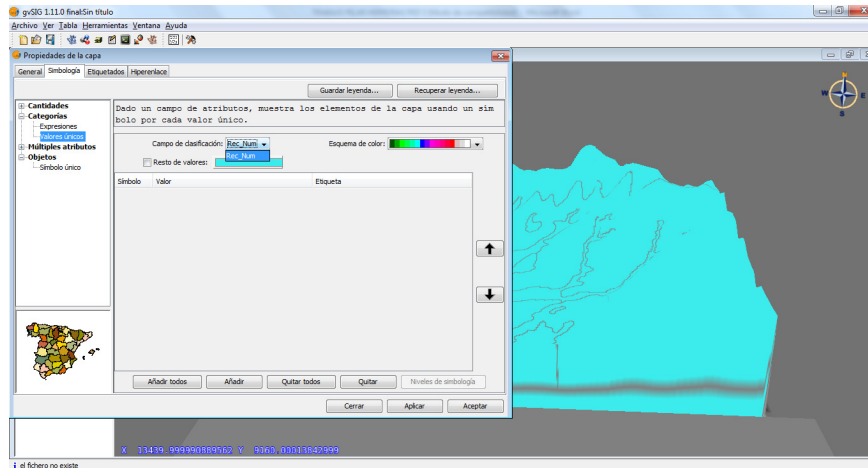 gvSIG 1.11.0 final:Sin título
Archivo Ver Tabla Herramientas Ventana Ayuda
Propiedades de la capa
General Simbología Etiquetados Hiperenlace
Guardar leyenda... Recuperar leyenda...
Cantidades
Categorías
Expresiones
Valores únicos
Múltiples atributos
Objetos
Símbolo único
Dado un campo de atributos, muestra los elementos de la capa usando un sím
bolo por cada valor único.
Campo de clasificación: Rec_Num Esquema de color:
Rec_Num
Resto de valores:
Símbolo Valor Etiqueta
Añadir todos Añadir Quitar todos Quitar Niveles de simbología
Cerrar Aplicar Aceptar
N
W E
S
X 13439.999990889562 Y 9160.00013842999
el fichero no existe